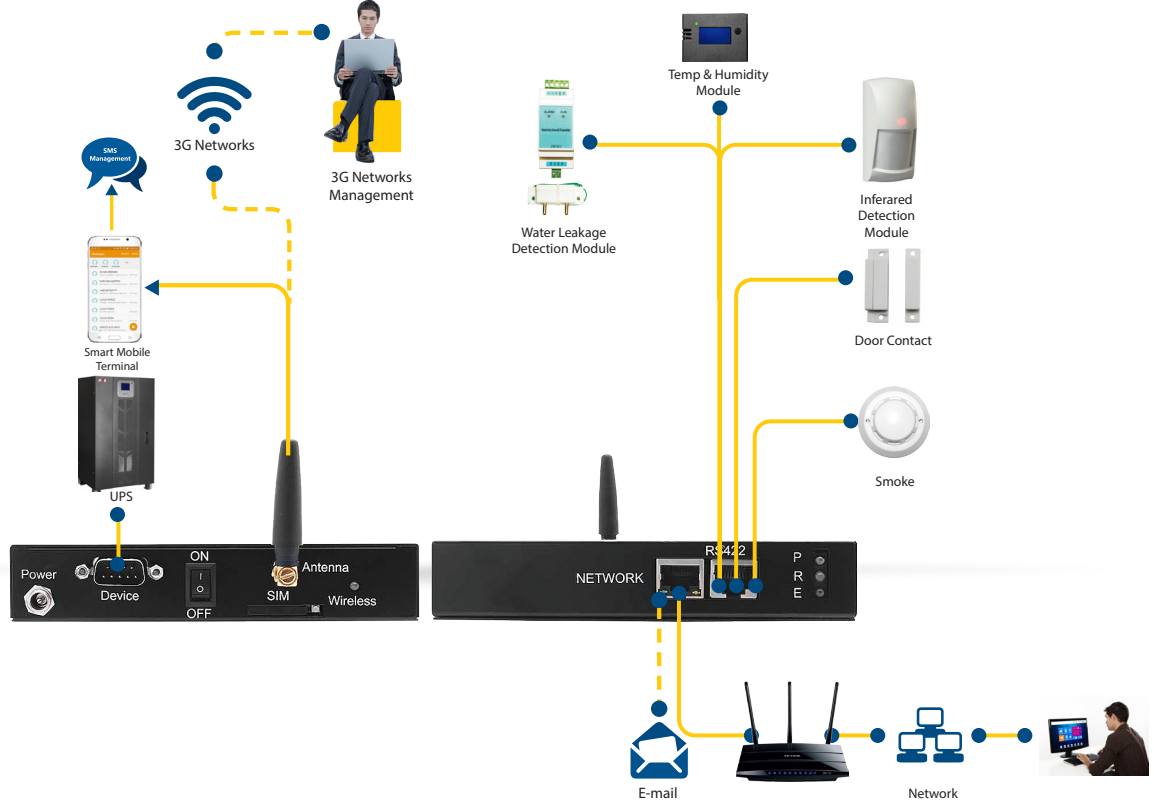 SMS
Management
3G Networks
3G Networks
Management
Temp & Humidity
Module
Water Leakage
Detection Module
Inferared
Detection
Module
Door Contact
Smoke
Smart Mobile
Terminal
UPS
Power
Device
ON
I
O
OFF
Antenna
SIM
Wireless
NETWORK
RS422
P
R
E
E-mail
Network